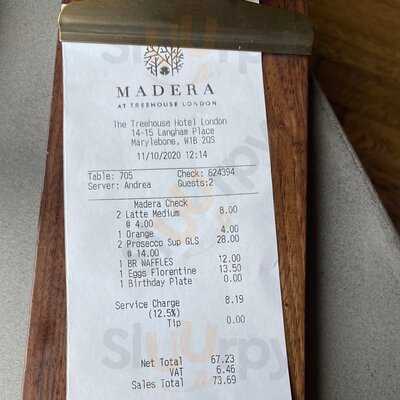 MADERA
AT TREEHOUSE LONDON
The Treehouse Hotel London
14-15 Langham Place
Marylebone, W1B 2QS
11/10/2020 12:14
Table: 705 Check: 624394
Server: Andrea Guests:2
Madera Check
2 Latte Medium 8.00
@ 4.00
1 Orange 4.00
2 Prosecco Sup GLS 28.00
@ 14.00
1 BR WAFFLES 12.00
1 Eggs Florentine 13.50
1 Birthday Plate 0.00
Service Charge 8.19
(12.5%)
Tip 0.00
Net Total 67.23
VAT 6.46
Sales Total 73.69
Sluurpy
Sluurpy